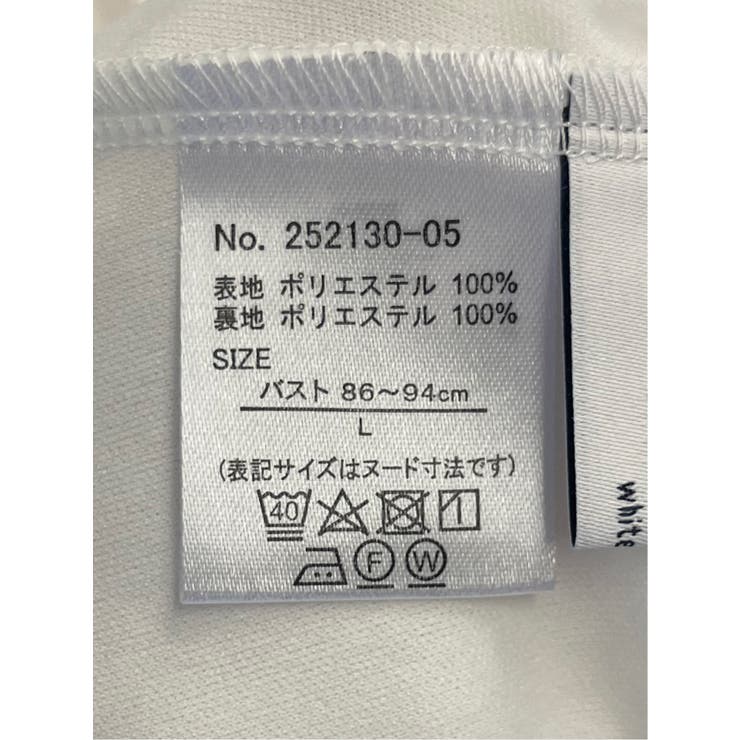 No. 252130-05
表地 ポリエステル 100%
裏地 ポリエステル 100%
SIZE
バスト 86～94cm
L
(表記サイズはヌード寸法です)
40
F W
white